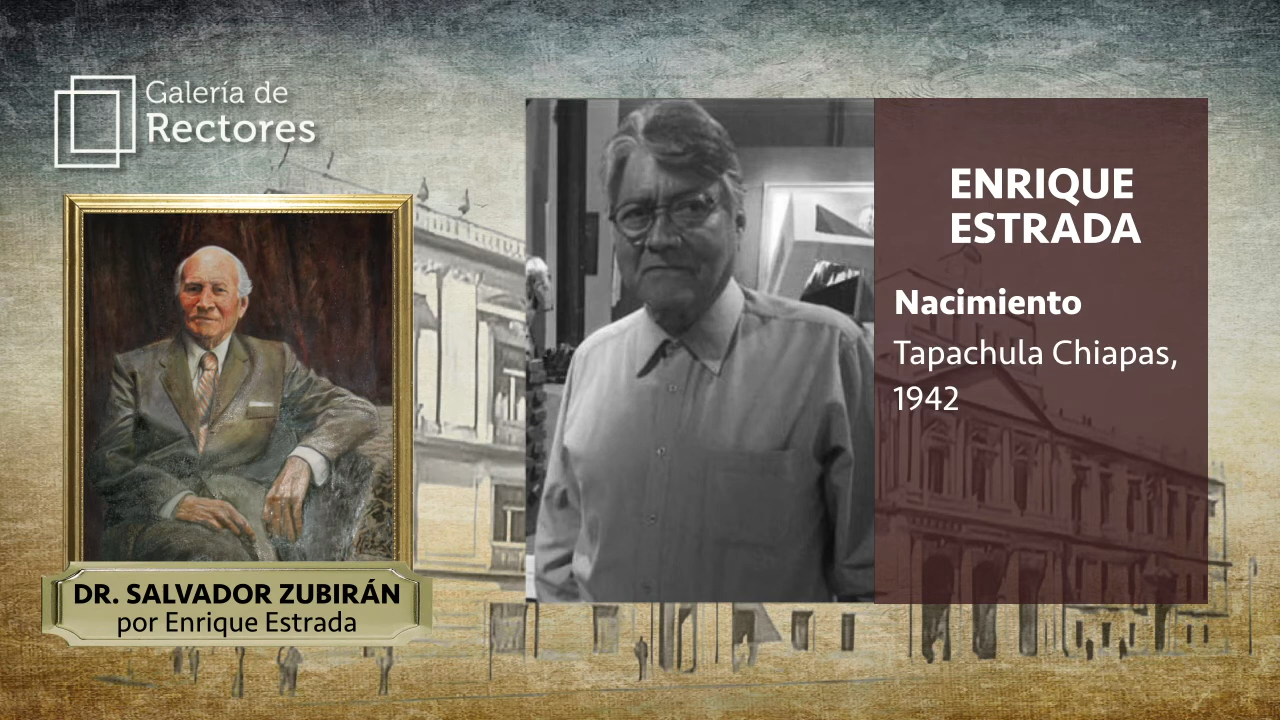 Galería de
Rectores
DR. SALVADOR ZUBIRÁN
por Enrique Estrada
ENRIQUE
ESTRADA
Nacimiento
Tapachula Chiapas,
1942